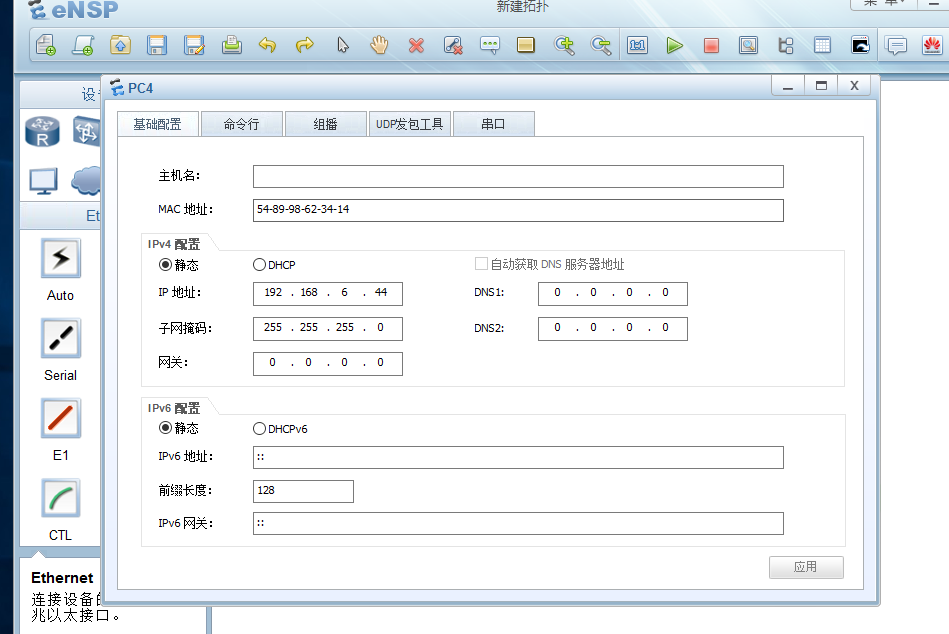 eNSP
新建拓扑
菜 单
PC4
基础配置 命令行 组播 UDP发包工具 串口
主机名:
MAC 地址: 54-89-98-62-34-14
IPv4 配置
静态 DHCP 自动获取 DNS 服务器地址
IP 地址: 192 . 168 . 6 . 44 DNS1: 0 . 0 . 0 . 0
子网掩码: 255 . 255 . 255 . 0 DNS2: 0 . 0 . 0 . 0
网关: 0 . 0 . 0 . 0
IPv6 配置
静态 DHCPv6
IPv6 地址: ::
前缀长度: 128
IPv6 网关: ::
应用
设
R
Et
Auto
Serial
E1
CTL
Ethernet
连接设备的
兆以太接口。
1:1